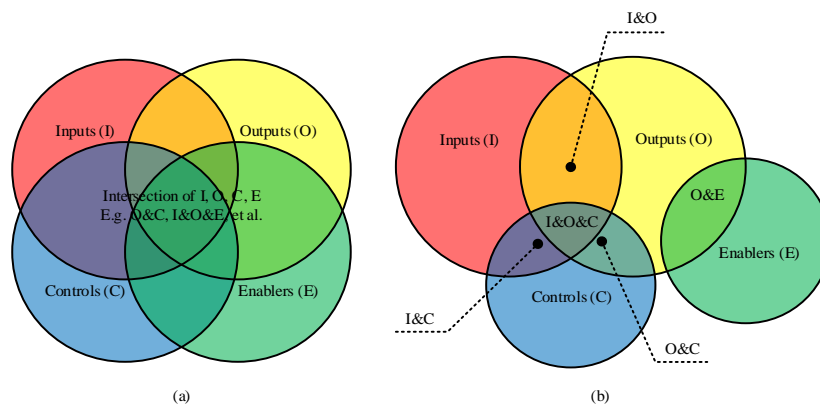 Inputs (I)
Outputs (O)
Intersection of I, O, C, E
E.g. O&C, I&O&E, et al.
Controls (C)
Enablers (E)
(a)
I&O
Inputs (I)
Outputs (O)
O&E
I&O&C
Enablers (E)
Controls (C)
I&C
O&C
(b)